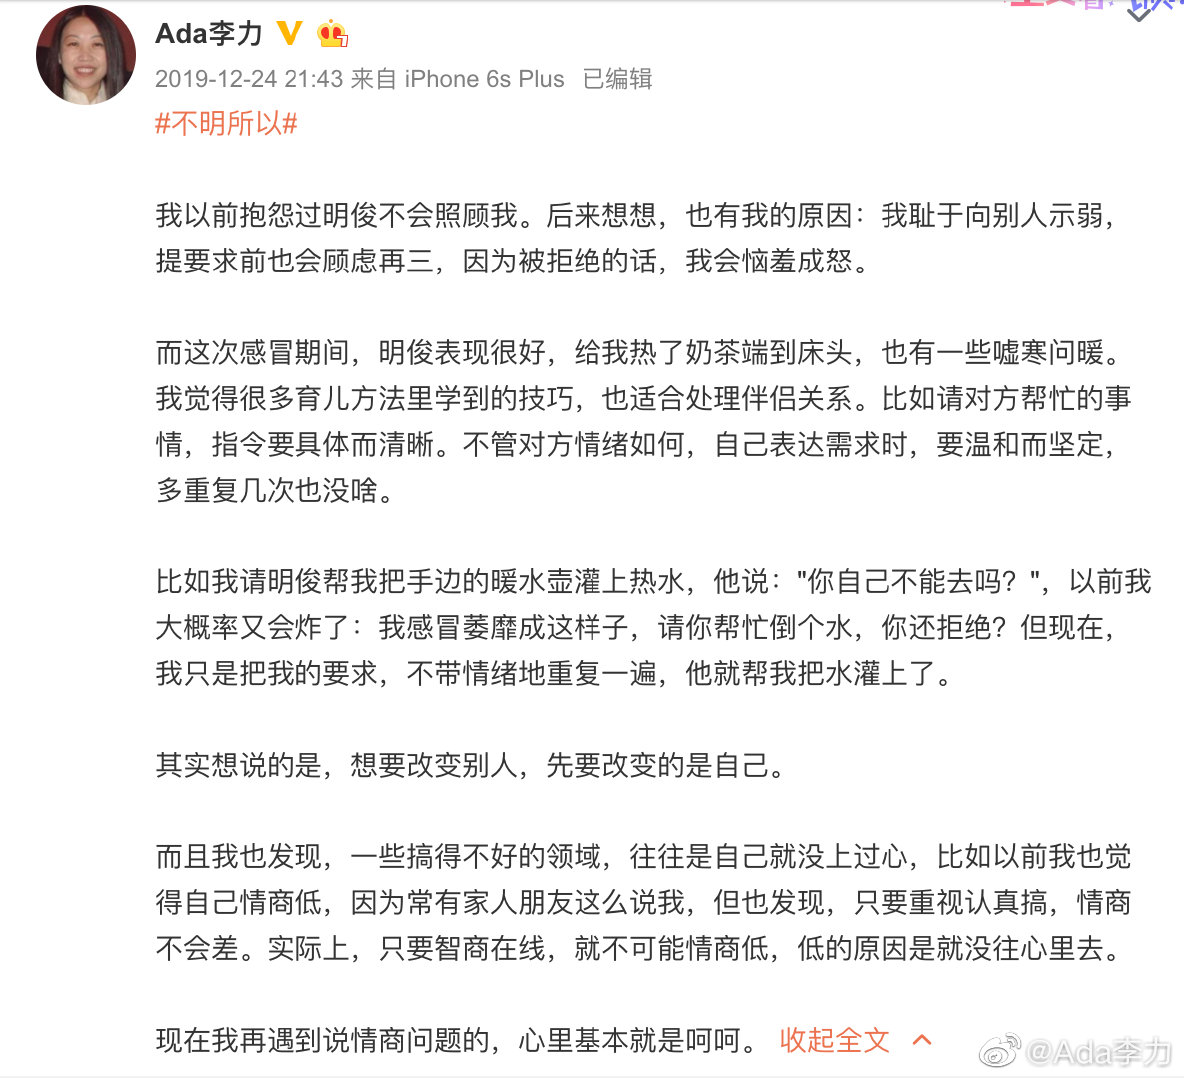 Ada李力
2019-12-24 21:43 来自 iPhone 6s Plus 已编辑
#不明所以#
我以前抱怨过明俊不会照顾我。后来想想，也有我的原因：我耻于向别人示弱，
提要求前也会顾虑再三，因为被拒绝的话，我会恼羞成怒。
而这次感冒期间，明俊表现很好，给我热了奶茶端到床头，也有一些嘘寒问暖。
我觉得很多育儿方法里学到的技巧，也适合处理伴侣关系。比如请对方帮忙的事
情，指令要具体而清晰。不管对方情绪如何，自己表达需求时，要温和而坚定，
多重复几次也没啥。
比如我请明俊帮我把手边的暖水壶灌上热水，他说："你自己不能去吗？"，以前我
大概率又会炸了：我感冒萎靡成这样子，请你帮忙倒个水，你还拒绝？但现在，
我只是把我的要求，不带情绪地重复一遍，他就帮我把水灌上了。
其实想说的是，想要改变别人，先要改变的是自己。
而且我也发现，一些搞得不好的领域，往往是自己就没上过心，比如以前我也觉
得自己情商低，因为常有家人朋友这么说我，但也发现，只要重视认真搞，情商
不会差。实际上，只要智商在线，就不可能情商低，低的原因是就没往心里去。
现在我再遇到说情商问题的，心里基本就是呵呵。 收起全文
@Ada李力